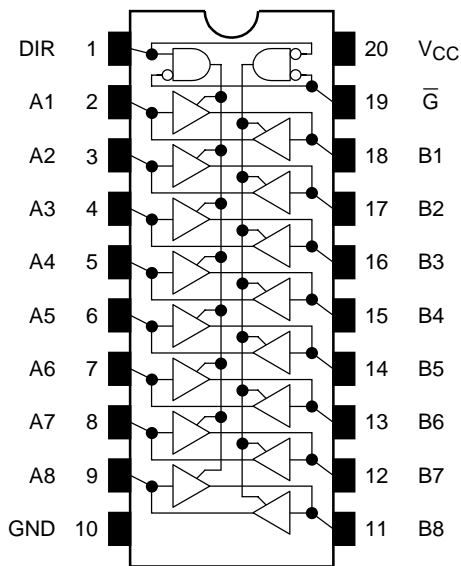 DIR 1 20 VCC
A1 2 19 G̅
A2 3 18 B1
A3 4 17 B2
A4 5 16 B3
A5 6 15 B4
A6 7 14 B5
A7 8 13 B6
A8 9 12 B7
GND 10 11 B8